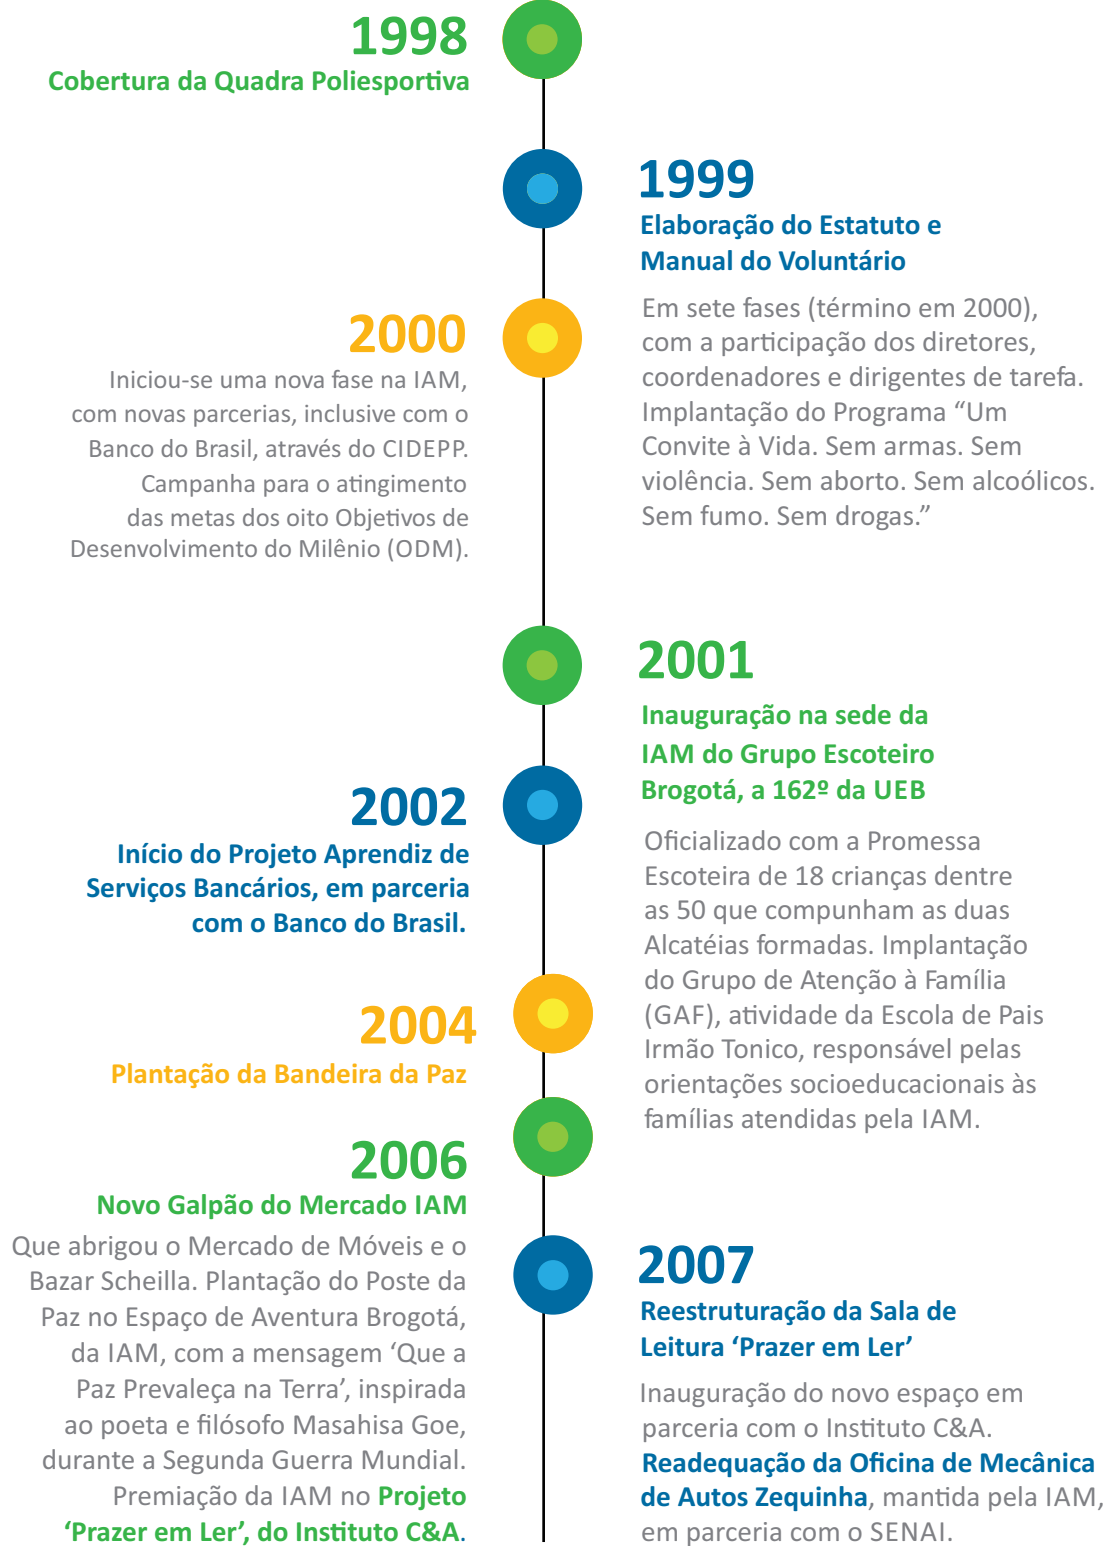 1998
Cobertura da Quadra Poliesportiva
1999
Elaboração do Estatuto e
Manual do Voluntário
Em sete fases (término em 2000),
com a participação dos diretores,
coordenadores e dirigentes de tarefa.
Implantação do Programa “Um
Convite à Vida. Sem armas. Sem
violência. Sem aborto. Sem alcoólicos.
Sem fumo. Sem drogas.”
2000
Iniciou-se uma nova fase na IAM,
com novas parcerias, inclusive com o
Banco do Brasil, através do CIDEPP.
Campanha para o atingimento
das metas dos oito Objetivos de
Desenvolvimento do Milênio (ODM).
2001
Inauguração na sede da
IAM do Grupo Escoteiro
Brogotá, a 162º da UEB
Oficializado com a Promessa
Escoteira de 18 crianças dentre
as 50 que compunham as duas
Alcatéias formadas. Implantação
do Grupo de Atenção à Família
(GAF), atividade da Escola de Pais
Irmão Tonico, responsável pelas
orientações socioeducacionais às
famílias atendidas pela IAM.
2002
Início do Projeto Aprendiz de
Serviços Bancários, em parceria
com o Banco do Brasil.
2004
Plantação da Bandeira da Paz
2006
Novo Galpão do Mercado IAM
Que abrigou o Mercado de Móveis e o
Bazar Scheilla. Plantação do Poste da
Paz no Espaço de Aventura Brogotá,
da IAM, com a mensagem ‘Que a
Paz Prevaleça na Terra’, inspirada
ao poeta e filósofo Masahisa Goe,
durante a Segunda Guerra Mundial.
Premiação da IAM no Projeto
‘Prazer em Ler’, do Instituto C&A.
2007
Reestruturação da Sala de
Leitura ‘Prazer em Ler’
Inauguração do novo espaço em
parceria com o Instituto C&A.
Readequação da Oficina de Mecânica
de Autos Zequinha, mantida pela IAM,
em parceria com o SENAI.